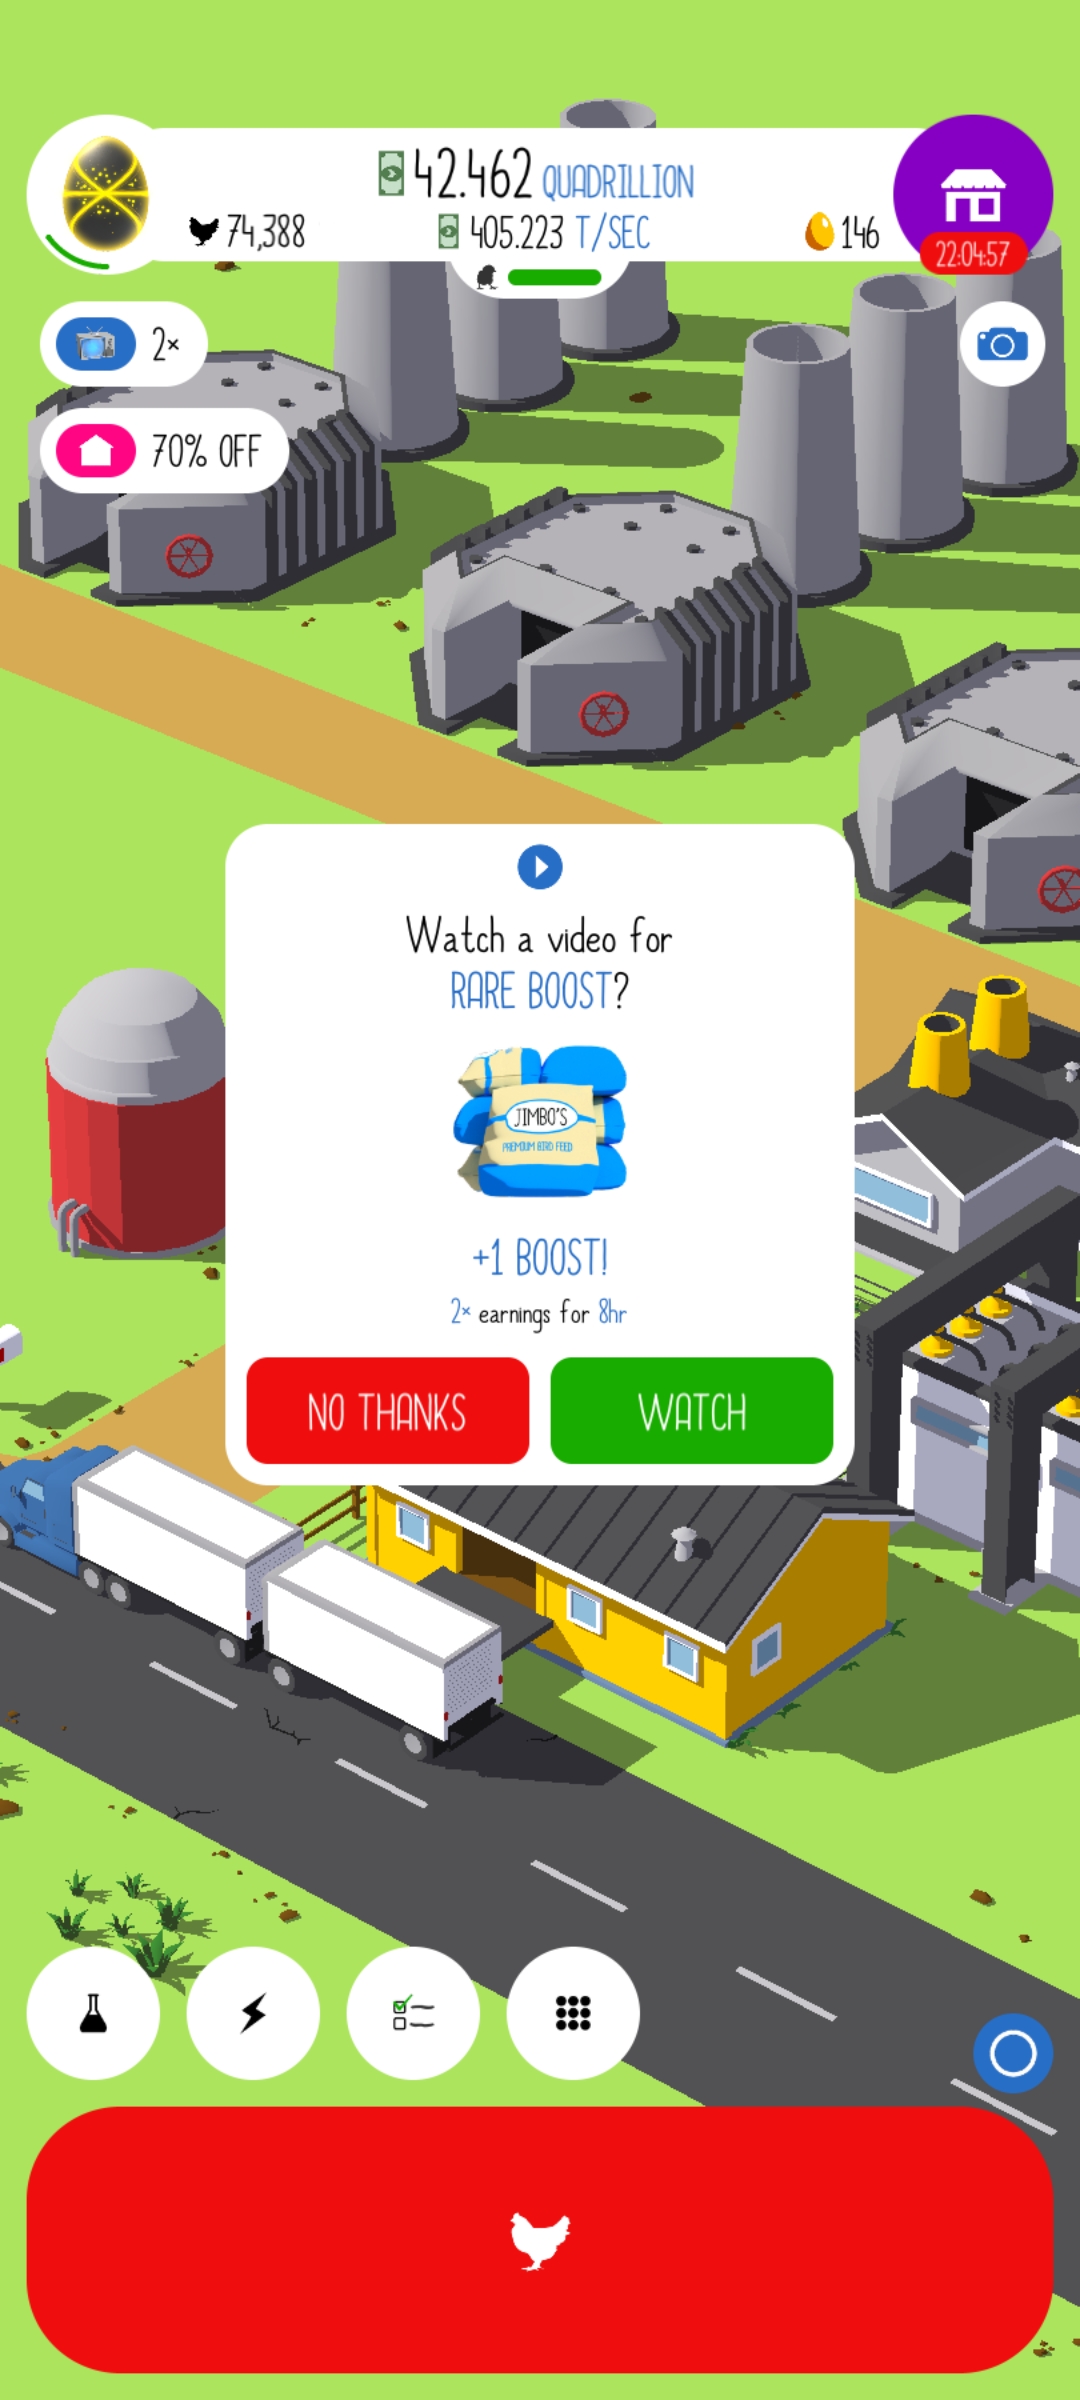 42.462 QUADRILLION
74,388
405.223 T/SEC
146
22:04:57
2×
70% OFF
Watch a video for
RARE BOOST?
JIMBO'S
PREMIUM BIRD FEED
+1 BOOST!
2× earnings for 8hr
NO THANKS
WATCH